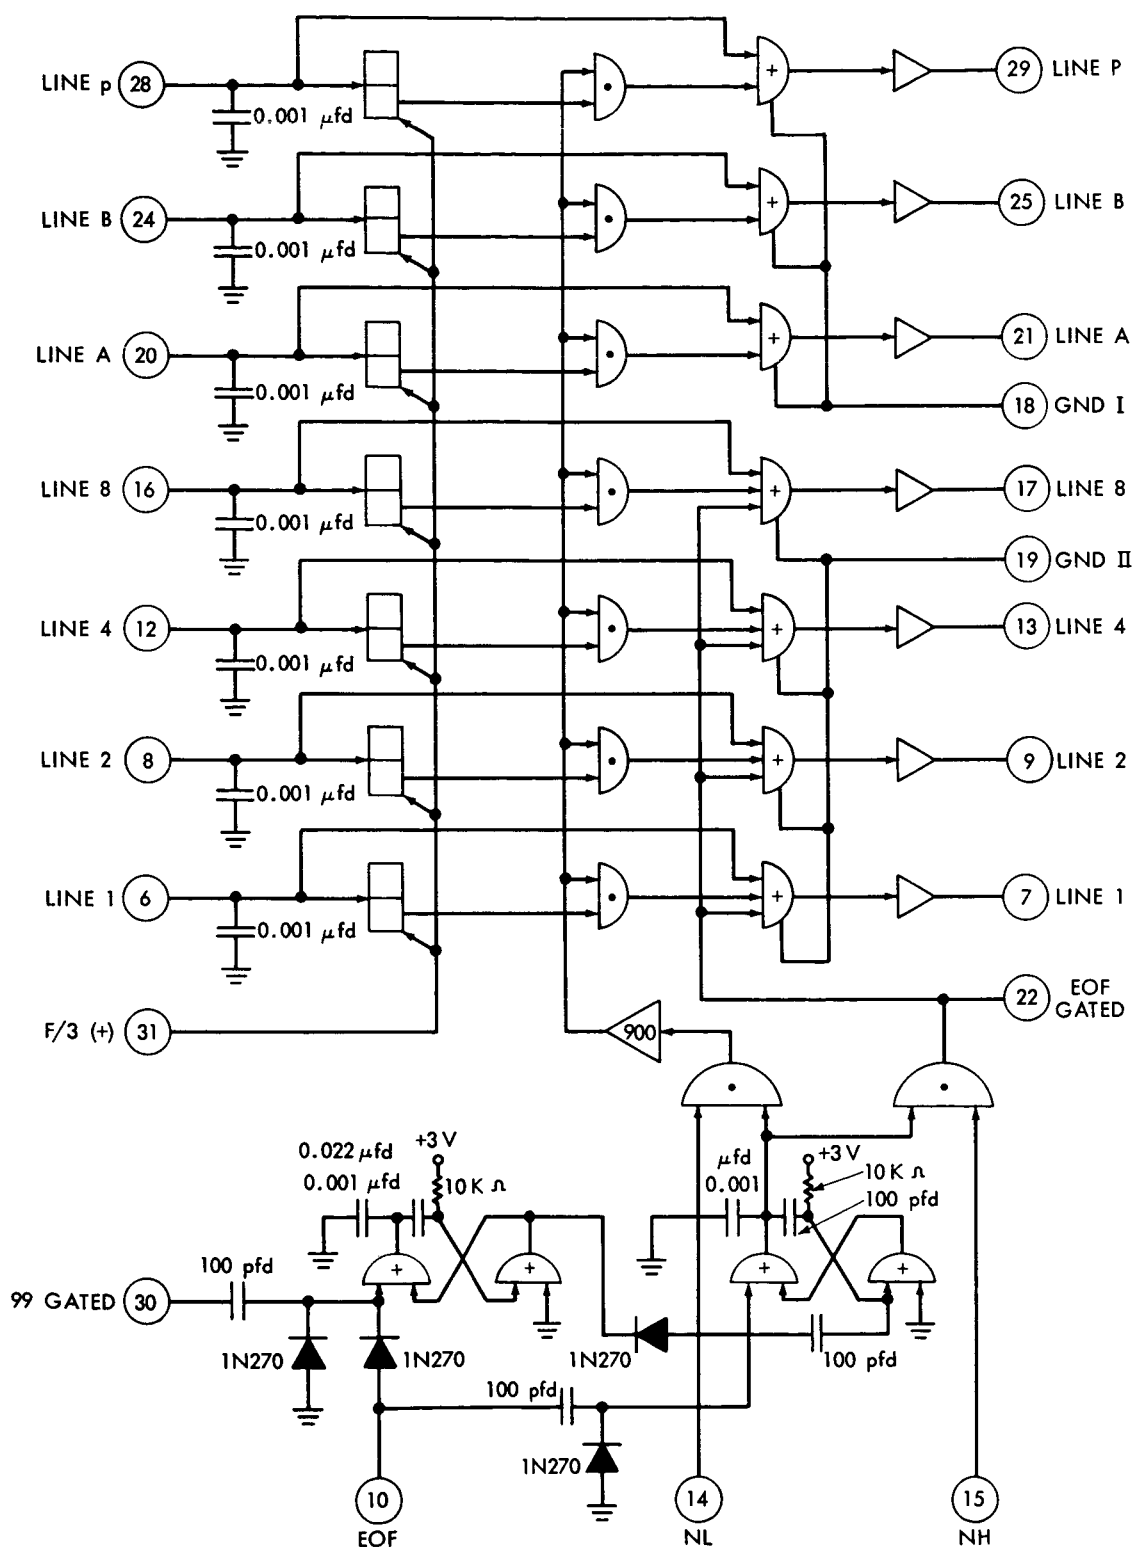 LINE p 28
0.001 μfd
+
•
29 LINE P
LINE B 24
0.001 μfd
•
+
25 LINE B
LINE A 20
0.001 μfd
•
+
21 LINE A
18 GND I
LINE 8 16
0.001 μfd
•
+
17 LINE 8
19 GND II
LINE 4 12
0.001 μfd
•
+
13 LINE 4
LINE 2 8
0.001 μfd
•
+
9 LINE 2
LINE 1 6
0.001 μfd
•
+
7 LINE 1
22 EOF
GATED
F/3 (+) 31
900
•
•
0.022 μfd
0.001 μfd
+3 V
10K Ω
+
+
μfd
0.001
+3 V
10K Ω
100 pfd
+
+
99 GATED 30
100 pfd
1N270
1N270
1N270
100 pfd
100 pfd
1N270
10
EOF
14
NL
15
NH